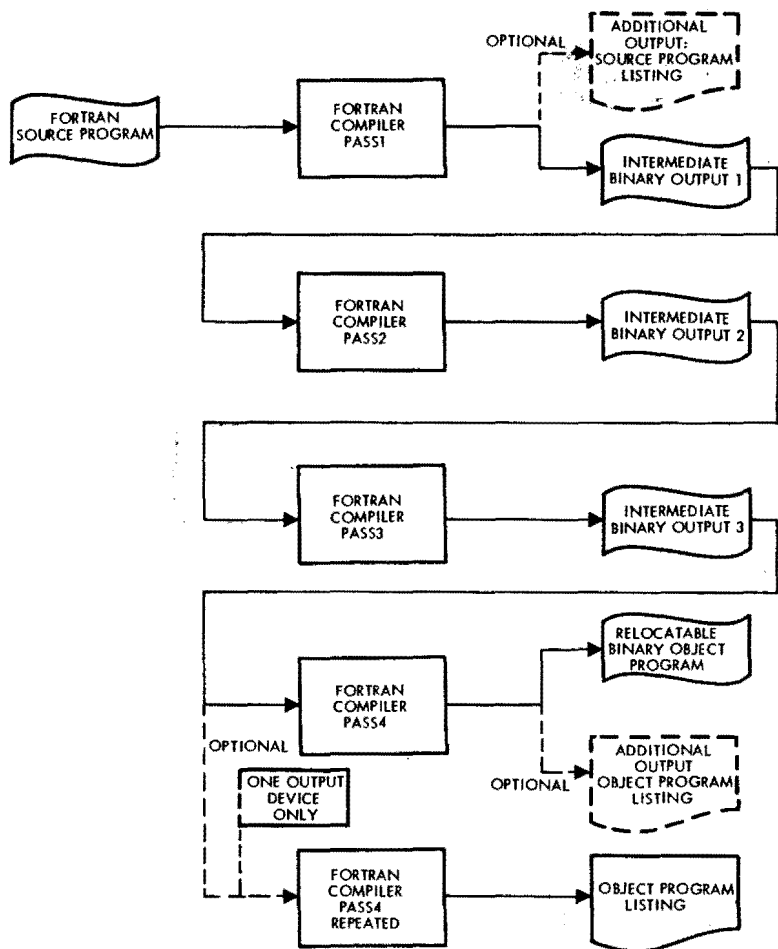 OPTIONAL
ADDITIONAL
OUTPUT:
SOURCE PROGRAM
LISTING
FORTRAN
SOURCE PROGRAM
FORTRAN
COMPILER
PASS1
INTERMEDIATE
BINARY OUTPUT 1
FORTRAN
COMPILER
PASS2
INTERMEDIATE
BINARY OUTPUT 2
FORTRAN
COMPILER
PASS3
INTERMEDIATE
BINARY OUTPUT 3
RELOCATABLE
BINARY OBJECT
PROGRAM
FORTRAN
COMPILER
PASS4
OPTIONAL
ONE OUTPUT
DEVICE
ONLY
OPTIONAL
ADDITIONAL
OUTPUT
OBJECT PROGRAM
LISTING
FORTRAN
COMPILER
PASS4
REPEATED
OBJECT PROGRAM
LISTING